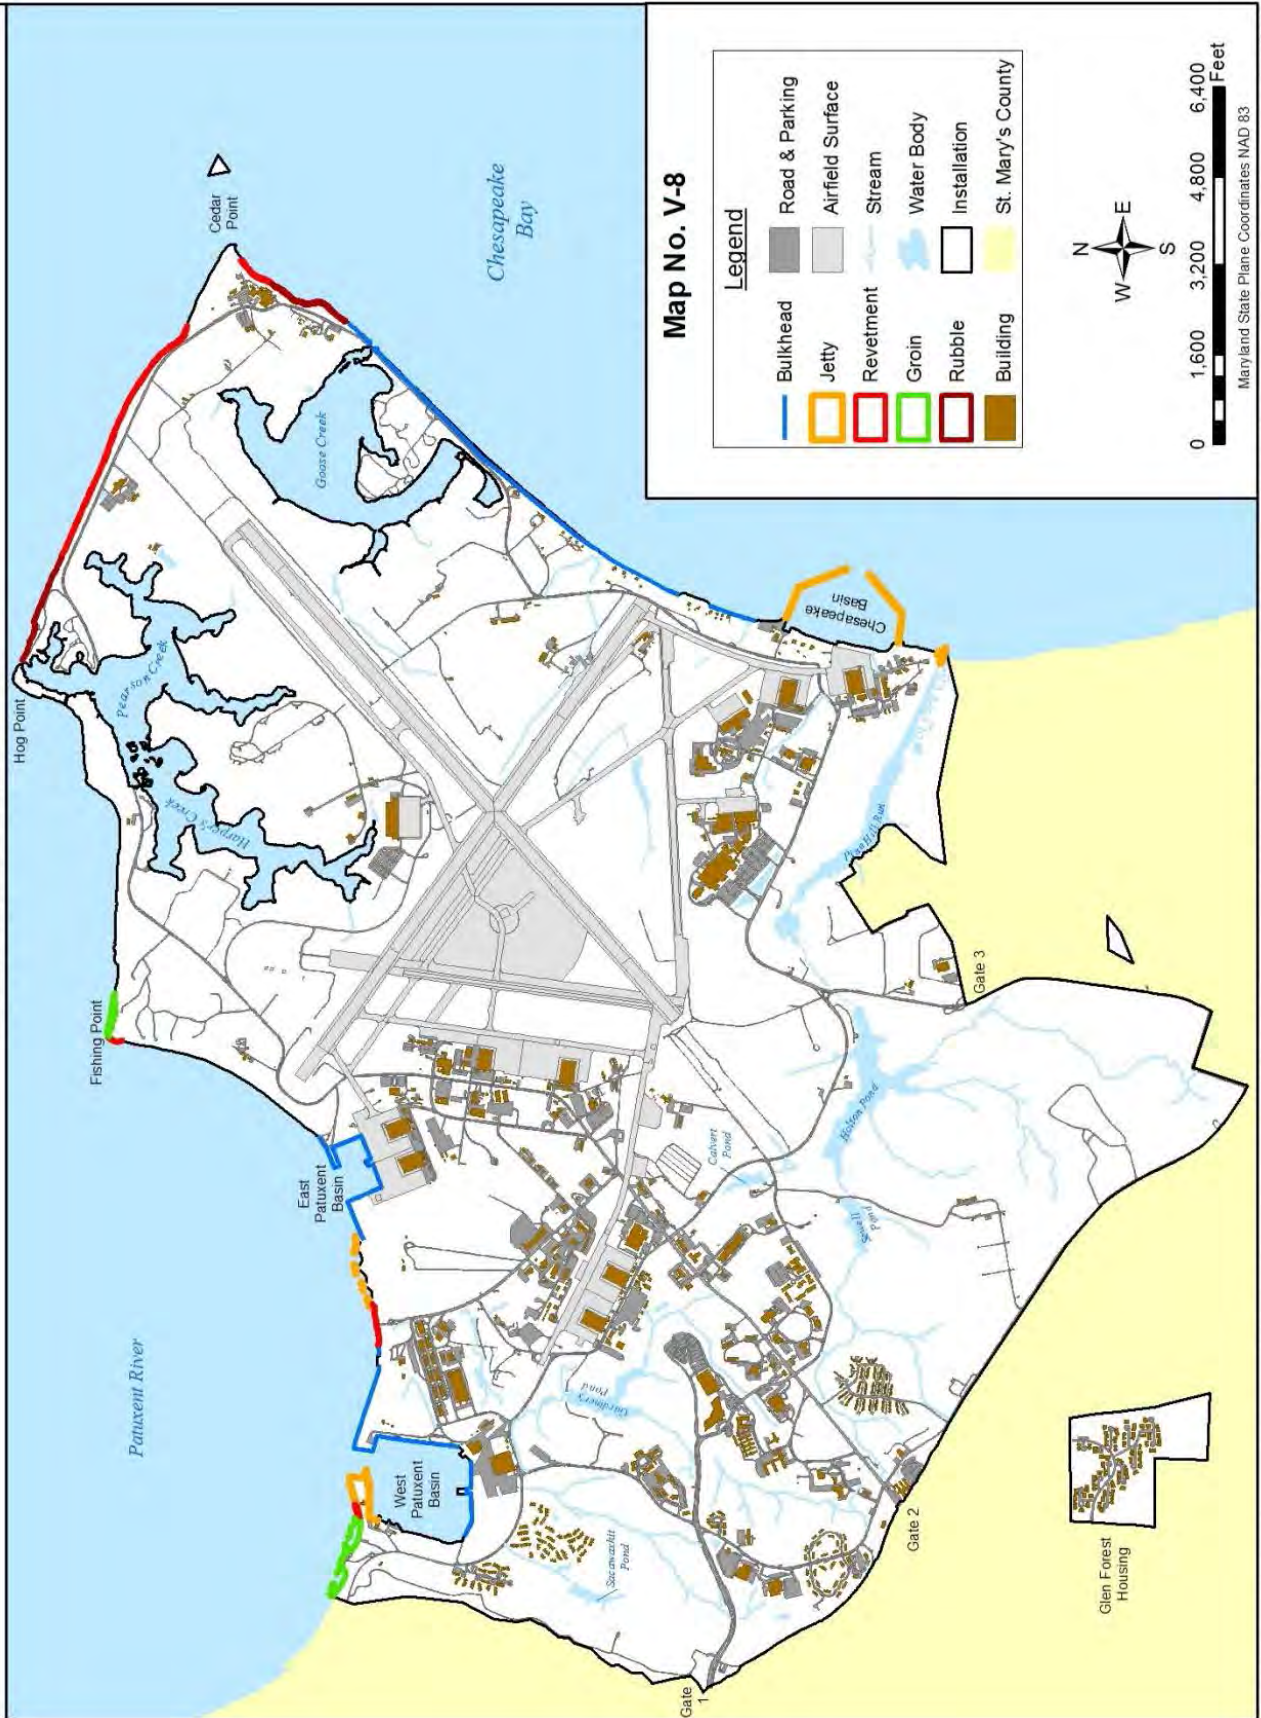 Hog Point
Fishing Point
Cedar
Point
Chesapeake
Bay
Goose Creek
Pearson Creek
Harper's Creek
Patuxent River
East
Patuxent
Basin
West
Patuxent
Basin
Chesapeake
Basin
Pine Hill Run
Holton Pond
Calvert
Pond
Sewell
Pond
Gardiners
Pond
Sacawaxhit
Pond
Gate
1
Gate 2
Gate 3
Glen Forest
Housing
Map No. V-8
Legend
Bulkhead
Jetty
Revetment
Groin
Rubble
Building
Road & Parking
Airfield Surface
Stream
Water Body
Installation
St. Mary's County
N
W E
S
0 1,600 3,200 4,800 6,400
Feet
Maryland State Plane Coordinates NAD 83